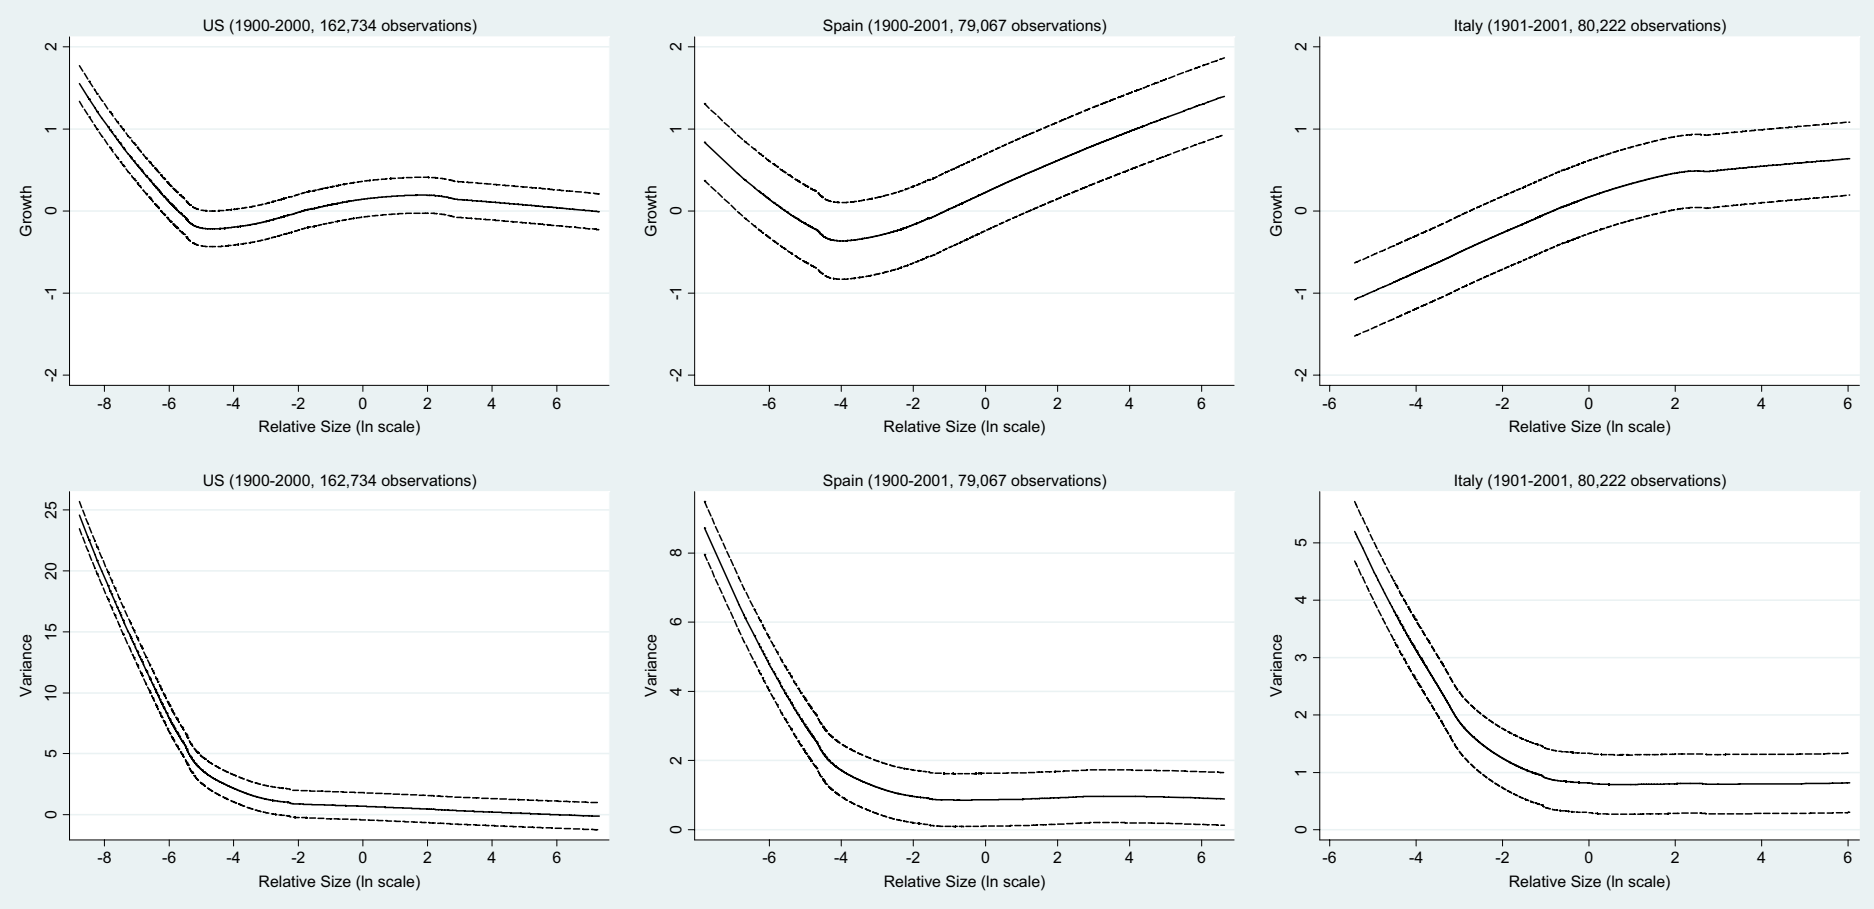 US (1900-2000, 162,734 observations)
Growth
2
1
0
-1
-2
-8 -6 -4 -2 0 2 4 6
Relative Size (ln scale)
Spain (1900-2001, 79,067 observations)
Growth
2
1
0
-1
-2
-6 -4 -2 0 2 4 6
Relative Size (ln scale)
Italy (1901-2001, 80,222 observations)
Growth
2
1
0
-1
-2
-6 -4 -2 0 2 4 6
Relative Size (ln scale)
US (1900-2000, 162,734 observations)
Variance
25
20
15
10
5
0
-8 -6 -4 -2 0 2 4 6
Relative Size (ln scale)
Spain (1900-2001, 79,067 observations)
Variance
8
6
4
2
0
-6 -4 -2 0 2 4 6
Relative Size (ln scale)
Italy (1901-2001, 80,222 observations)
Variance
5
4
3
2
1
0
-6 -4 -2 0 2 4 6
Relative Size (ln scale)